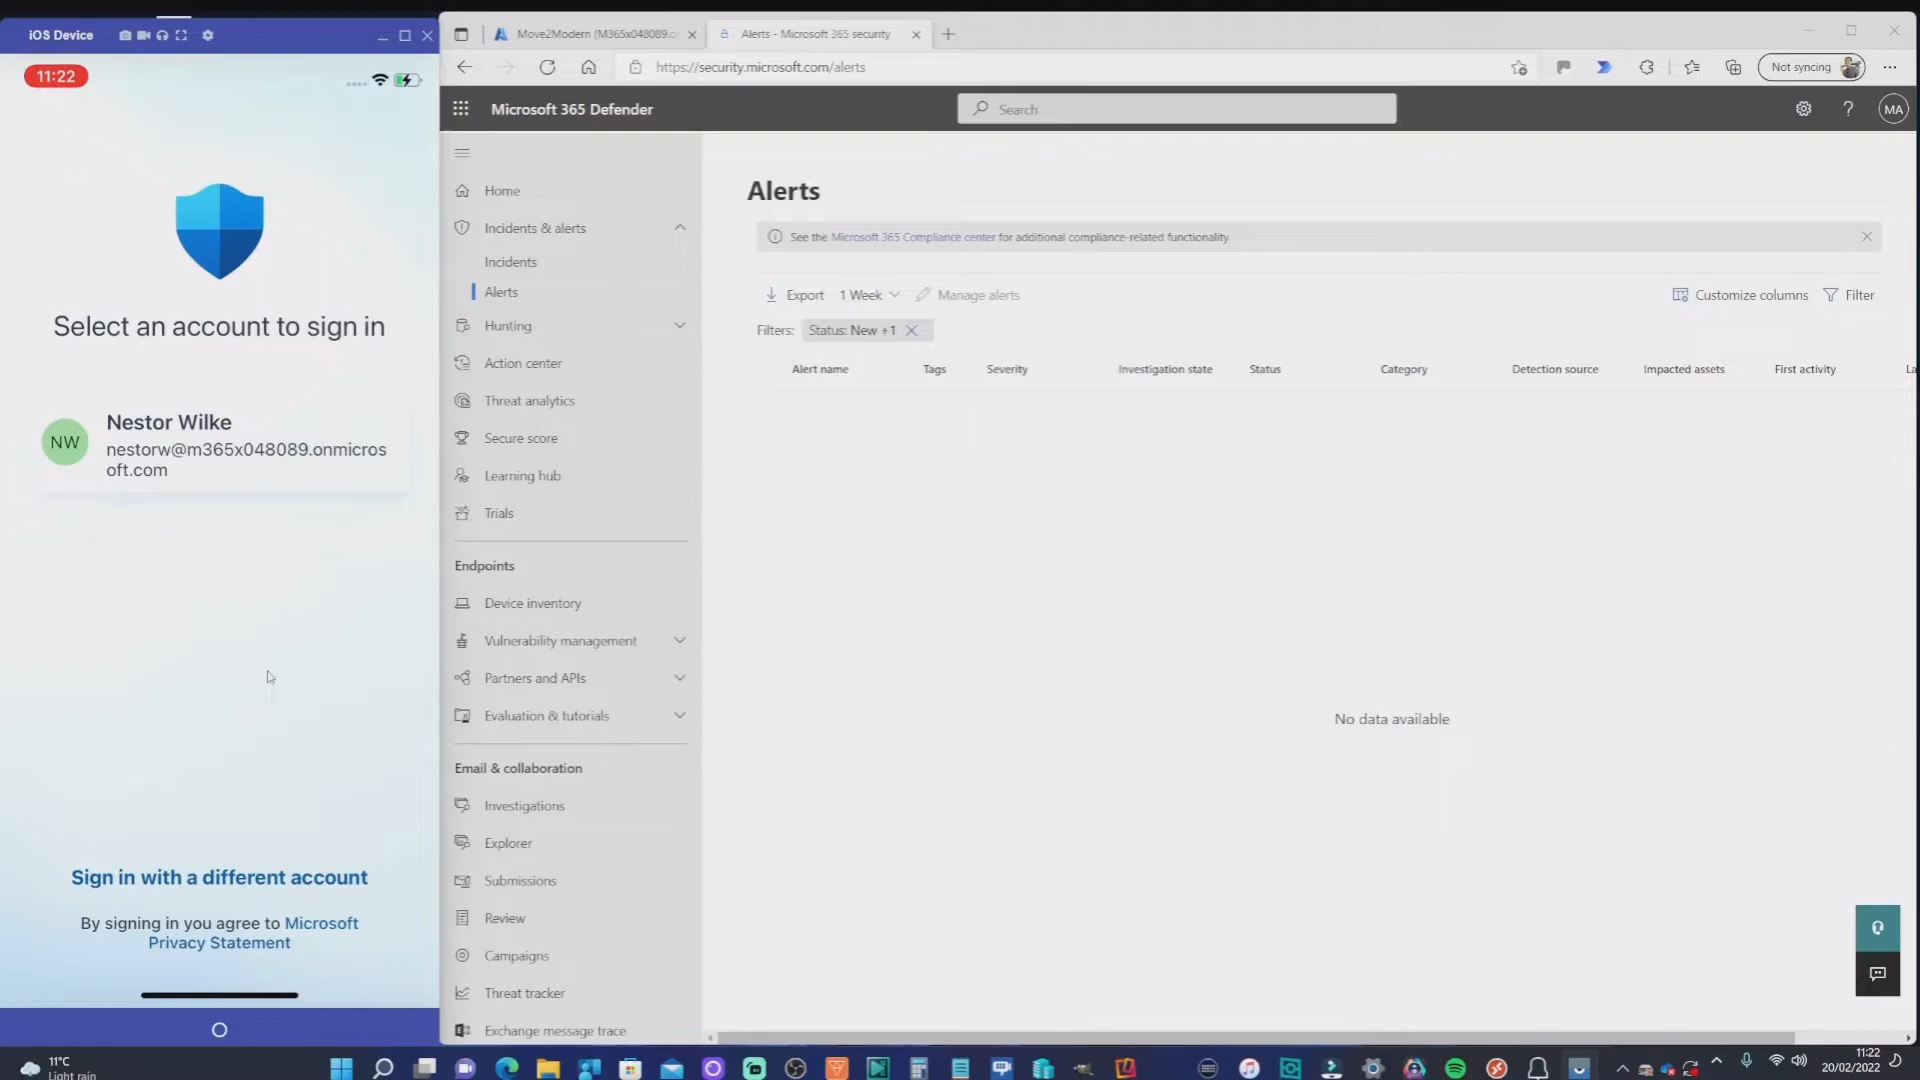 iOS Device
11:22
Select an account to sign in
NW
Nestor Wilke
nestorw@m365x048089.onmicros
oft.com
Sign in with a different account
By signing in you agree to Microsoft
Privacy Statement
Move2Modern (M365x048089.or
Alerts - Microsoft 365 security
https://security.microsoft.com/alerts
Not syncing
Microsoft 365 Defender
Search
MA
Home
Incidents & alerts
Incidents
Alerts
Hunting
Action center
Threat analytics
Secure score
Learning hub
Trials
Endpoints
Device inventory
Vulnerability management
Partners and APIs
Evaluation & tutorials
Email & collaboration
Investigations
Explorer
Submissions
Review
Campaigns
Threat tracker
Exchange message trace
Alerts
See the Microsoft 365 Compliance center for additional compliance-related functionality
Export 1 Week Manage alerts
Customize columns Filter
Filters: Status: New +1
Alert name Tags Severity Investigation state Status Category Detection source Impacted assets First activity La
No data available
11°C
Light rain
11:22
20/02/2022